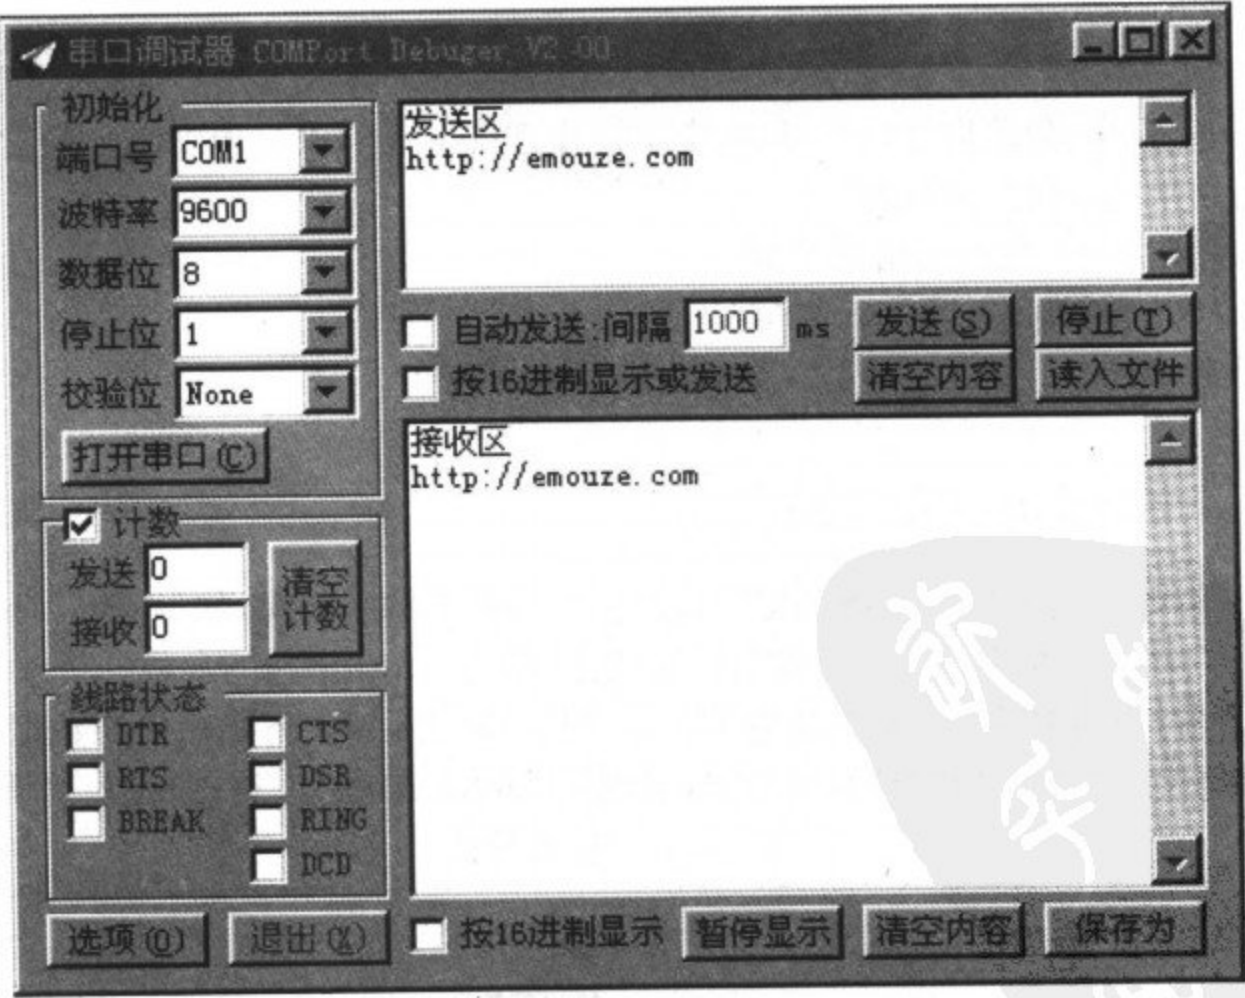 串口调试器 COMPort Debuger V2.00
初始化
端口号 COM1
波特率 9600
数据位 8
停止位 1
校验位 None
打开串口(C)
计数
发送 0
接收 0
清空
计数
线路状态
DTR CTS
RTS DSR
BREAK RING
DCD
选项(O) 退出(X)
发送区
http://emouze.com
自动发送:间隔 1000 ms 发送(S) 停止(T)
按16进制显示或发送 清空内容 读入文件
接收区
http://emouze.com
按16进制显示 暂停显示 清空内容 保存为